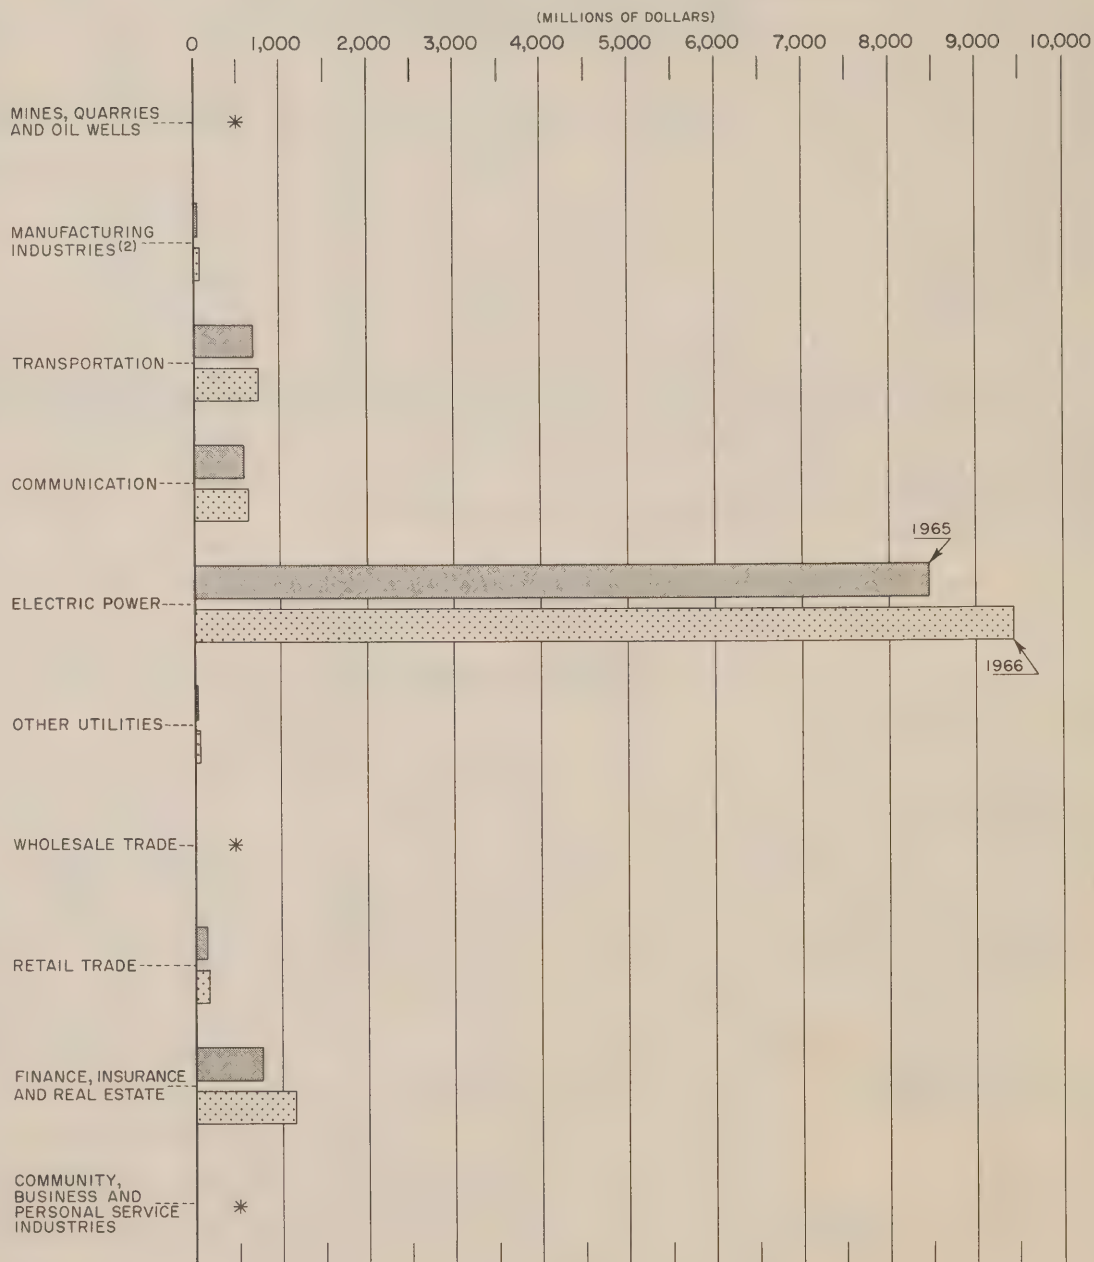 (MILLIONS OF DOLLARS)
0 1,000 2,000 3,000 4,000 5,000 6,000 7,000 8,000 9,000 10,000
MINES, QUARRIES
AND OIL WELLS
*
MANUFACTURING
INDUSTRIES(2)
TRANSPORTATION
COMMUNICATION
1965
ELECTRIC POWER
1966
OTHER UTILITIES
WHOLESALE TRADE
*
RETAIL TRADE
FINANCE, INSURANCE
AND REAL ESTATE
COMMUNITY,
BUSINESS AND
PERSONAL SERVICE
INDUSTRIES
*